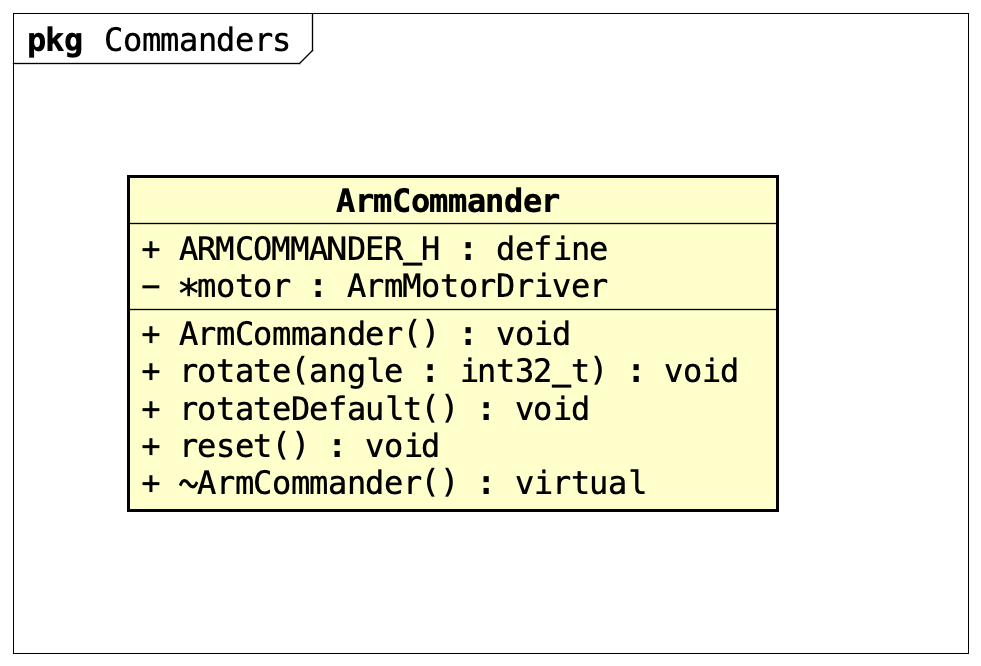 pkg Commanders
ArmCommander
+ ARMCOMMANDER_H : define
− *motor : ArmMotorDriver
+ ArmCommander() : void
+ rotate(angle : int32_t) : void
+ rotateDefault() : void
+ reset() : void
+ ~ArmCommander() : virtual